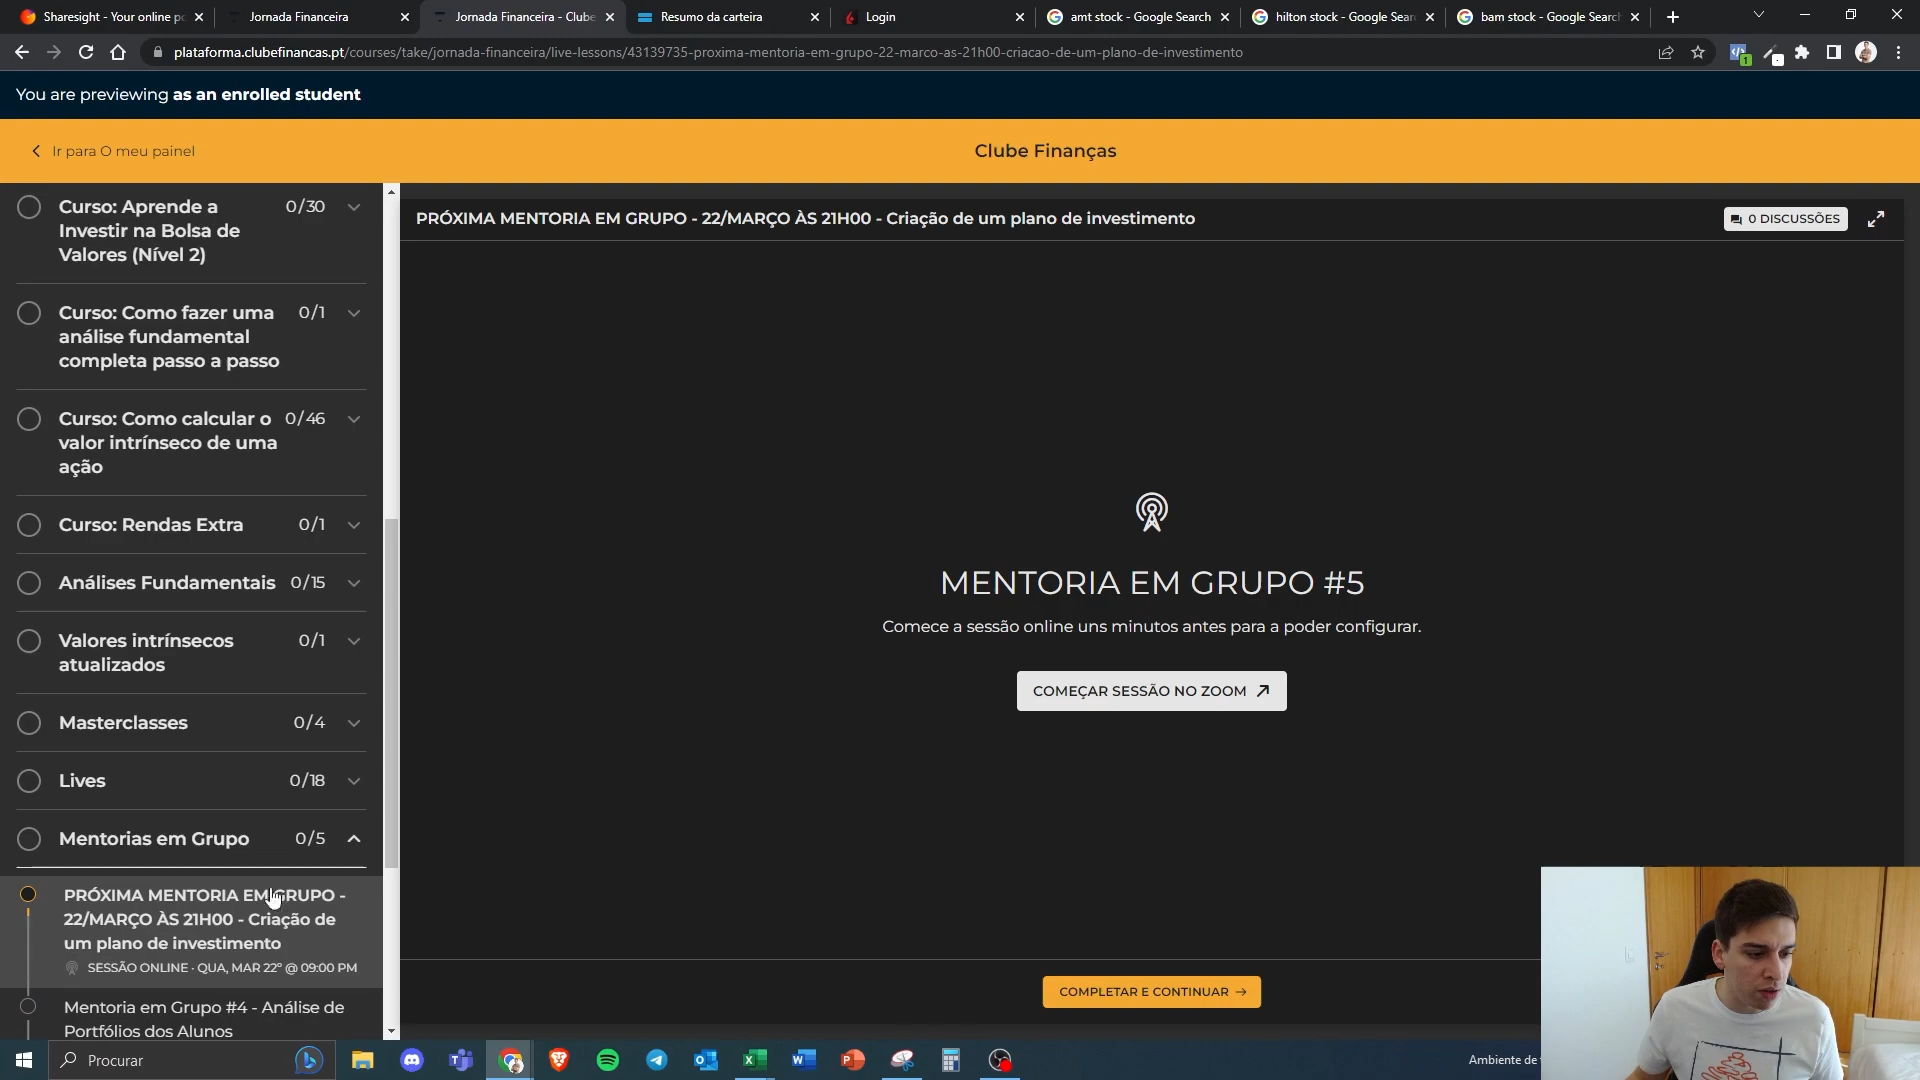 Sharesight - Your online po
Jornada Financeira
Jornada Financeira - Clube
Resumo da carteira
Login
amt stock - Google Search
hilton stock - Google Sear
bam stock - Google Search
plataforma.clubefinancas.pt/courses/take/jornada-financeira/live-lessons/43139735-proxima-mentoria-em-grupo-22-marco-as-21h00-criacao-de-um-plano-de-investimento
You are previewing as an enrolled student
Ir para O meu painel
Clube Finanças
Curso: Aprende a
Investir na Bolsa de
Valores (Nível 2)
0/30
Curso: Como fazer uma
análise fundamental
completa passo a passo
0/1
Curso: Como calcular o
valor intrínseco de uma
ação
0/46
Curso: Rendas Extra
0/1
Análises Fundamentais
0/15
Valores intrínsecos
atualizados
0/1
Masterclasses
0/4
Lives
0/18
Mentorias em Grupo
0/5
PRÓXIMA MENTORIA EM GRUPO -
22/MARÇO ÀS 21H00 - Criação de
um plano de investimento
SESSÃO ONLINE · QUA, MAR 22º @ 09:00 PM
Mentoria em Grupo #4 - Análise de
Portfólios dos Alunos
PRÓXIMA MENTORIA EM GRUPO - 22/MARÇO ÀS 21H00 - Criação de um plano de investimento
0 DISCUSSÕES
MENTORIA EM GRUPO #5
Comece a sessão online uns minutos antes para a poder configurar.
COMEÇAR SESSÃO NO ZOOM
COMPLETAR E CONTINUAR →
Procurar
Ambiente de